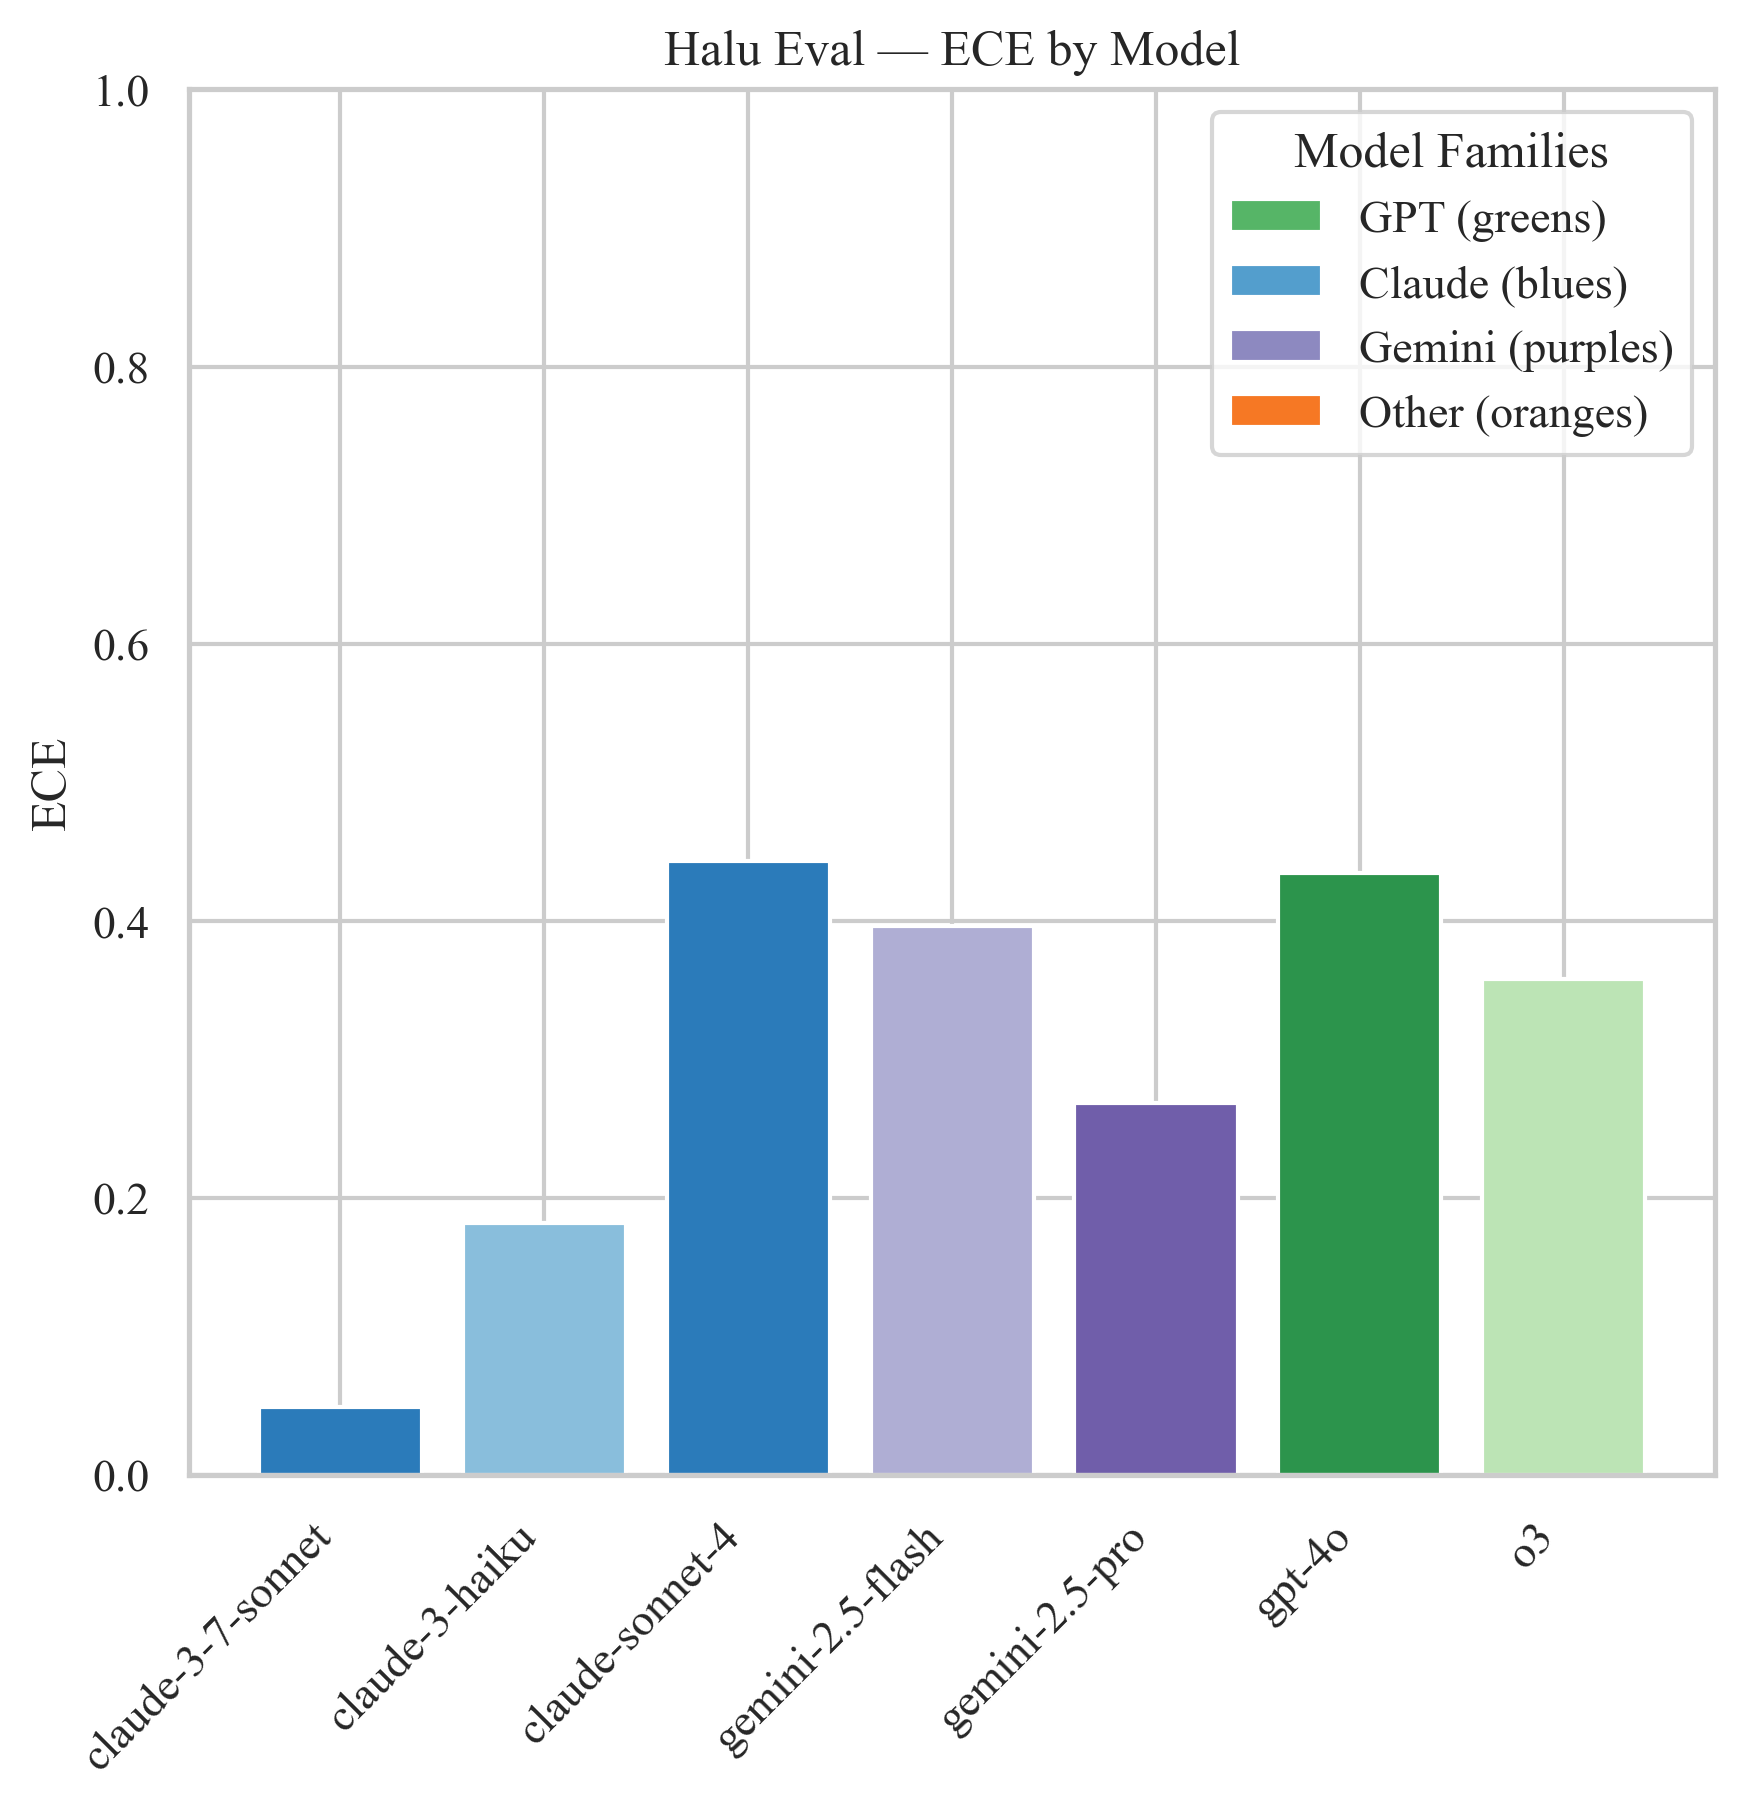 Halu Eval — ECE by Model
1.0
0.8
0.6
0.4
0.2
0.0
ECE
Model Families
GPT (greens)
Claude (blues)
Gemini (purples)
Other (oranges)
claude-3-7-sonnet
claude-3-haiku
claude-sonnet-4
gemini-2.5-flash
gemini-2.5-pro
gpt-4o
o3